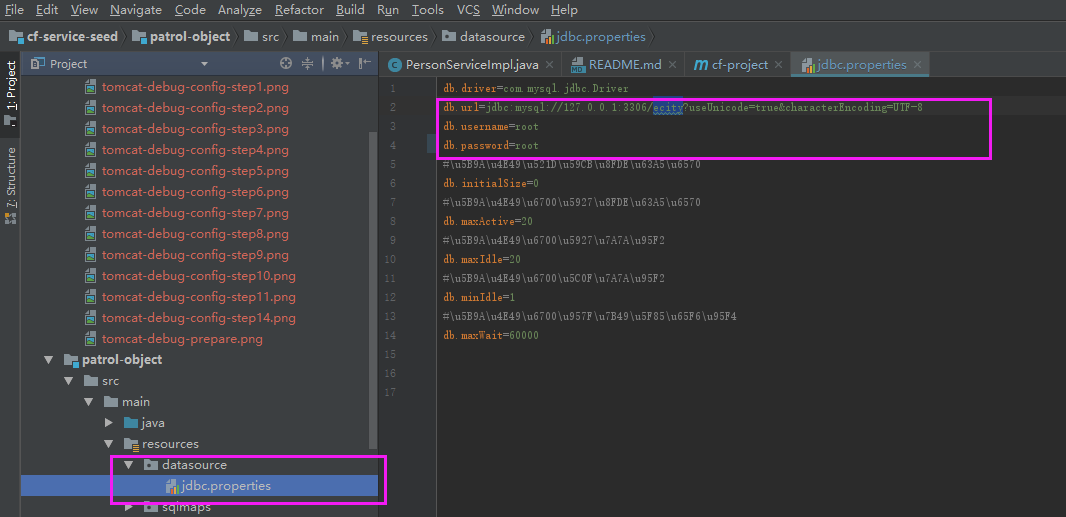 File Edit View Navigate Code Analyze Refactor Build Run Tools VCS Window Help
cf-service-seed patrol-object src main resources datasource jdbc.properties
Project
PersonServiceImpl.java README.md cf-project jdbc.properties
1: Project
7: Structure
tomcat-debug-config-step1.png
tomcat-debug-config-step2.png
tomcat-debug-config-step3.png
tomcat-debug-config-step4.png
tomcat-debug-config-step5.png
tomcat-debug-config-step6.png
tomcat-debug-config-step7.png
tomcat-debug-config-step8.png
tomcat-debug-config-step9.png
tomcat-debug-config-step10.png
tomcat-debug-config-step11.png
tomcat-debug-config-step14.png
tomcat-debug-prepare.png
patrol-object
src
main
java
resources
datasource
jdbc.properties
sqlmaps
1 db.driver=com.mysql.jdbc.Driver
2 db.url=jdbc:mysql://127.0.0.1:3306/ecity?useUnicode=true&characterEncoding=UTF-8
3 db.username=root
4 db.password=root
5 #\u5B9A\u4E49\u521D\u59CB\u8FDE\u63A5\u6570
6 db.initialSize=0
7 #\u5B9A\u4E49\u6700\u5927\u8FDE\u63A5\u6570
8 db.maxActive=20
9 #\u5B9A\u4E49\u6700\u5927\u7A7A\u95F2
10 db.maxIdle=20
11 #\u5B9A\u4E49\u6700\u5C0F\u7A7A\u95F2
12 db.minIdle=1
13 #\u5B9A\u4E49\u6700\u957F\u7B49\u5F85\u65F6\u95F4
14 db.maxWait=60000
15
16
17